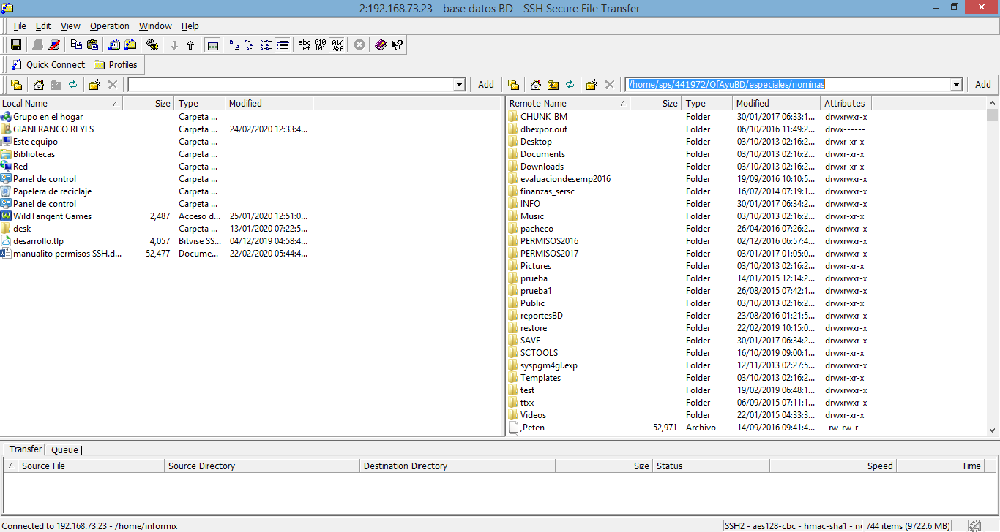 2:192.168.73.23 - base datos BD - SSH Secure File Transfer
File Edit View Operation Window Help
abc def 010 101
Quick Connect Profiles
Add /home/sps/441972/OfAyuBD/especiales/nominas Add
Local Name / Size Type Modified
Grupo en el hogar Carpeta ...
GIANFRANCO REYES Carpeta ... 24/02/2020 12:33:4...
Este equipo Carpeta ...
Bibliotecas Carpeta ...
Red Carpeta ...
Panel de control Carpeta ...
Papelera de reciclaje Carpeta ...
Panel de control Carpeta ...
WildTangent Games 2,487 Acceso d... 25/01/2020 12:51:0...
desk Carpeta ... 13/01/2020 07:22:5...
desarrollo.tlp 4,057 Bitvise SS... 04/12/2019 04:58:4...
manualito permisos SSH.d... 52,477 Docume... 22/02/2020 05:44:4...
Remote Name / Size Type Modified Attributes
CHUNK_BM Folder 30/01/2017 06:33:1... drwxrwxr-x
dbexpor.out Folder 06/10/2016 11:49:2... drwx------
Desktop Folder 03/10/2013 02:16:2... drwxr-xr-x
Documents Folder 03/10/2013 02:16:2... drwxr-xr-x
Downloads Folder 03/10/2013 02:16:2... drwxr-xr-x
evaluaciondesemp2016 Folder 19/09/2016 10:10:5... drwxrwxr-x
finanzas_sersc Folder 16/07/2014 07:19:1... drwxrwxr-x
INFO Folder 30/01/2017 06:34:2... drwxrwxr-x
Music Folder 03/10/2013 02:16:2... drwxr-xr-x
pacheco Folder 26/04/2016 07:26:2... drwxrwxr-x
PERMISOS2016 Folder 02/12/2016 06:57:4... drwxrwxr-x
PERMISOS2017 Folder 03/01/2017 01:05:0... drwxrwxr-x
Pictures Folder 03/10/2013 02:16:2... drwxr-xr-x
prueba Folder 14/01/2015 12:14:2... drwxrwxr-x
prueba1 Folder 26/08/2015 07:42:1... drwxrwxr-x
Public Folder 03/10/2013 02:16:2... drwxr-xr-x
reportesBD Folder 23/08/2016 01:21:5... drwxrwxr-x
restore Folder 22/02/2019 10:15:0... drwxrwxr-x
SAVE Folder 30/01/2017 06:34:2... drwxrwxr-x
SCTOOLS Folder 16/10/2019 09:00:1... drwxrwxr-x
syspgm4gl.exp Folder 12/11/2013 02:27:5... drwxrwxr-x
Templates Folder 03/10/2013 02:16:2... drwxr-xr-x
test Folder 19/02/2019 06:48:1... drwxrwxr-x
ttxx Folder 06/09/2015 07:11:1... drwxrwxr-x
Videos Folder 22/01/2015 04:33:3... drwxr-xr-x
,Peten 52,971 Archivo 14/09/2016 09:41:4... -rw-rw-r--
Transfer Queue
/ Source File Source Directory Destination Directory Size Status Speed Time
Connected to 192.168.73.23 - /home/informix SSH2 - aes128-cbc - hmac-sha1 - 744 items (9722.6 MB